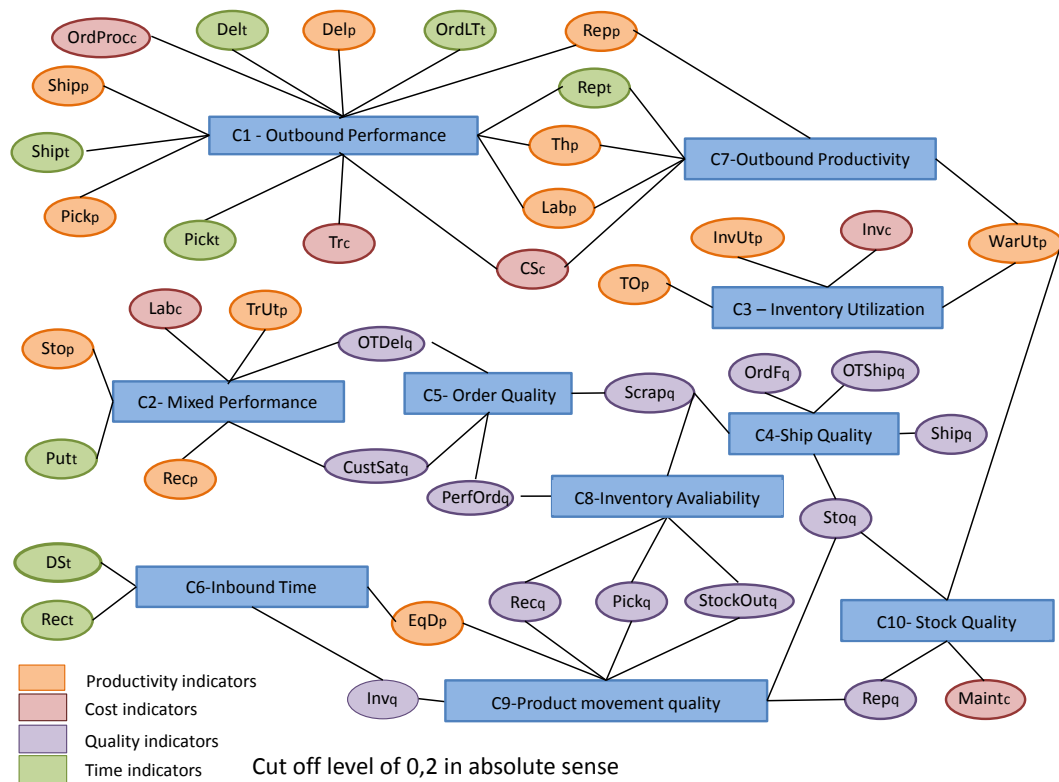 OrdProcc
Delt
Delp
OrdLTt
Repp
Shipp
Rept
C1 - Outbound Performance
Shipt
Thp
C7-Outbound Productivity
Pickp
Labp
Pickt
Trc
CSc
InvUtp
Invc
WarUtp
TOp
C3 – Inventory Utilization
Labc
TrUtp
Stop
OTDelq
OrdFq
OTShipq
C2- Mixed Performance
C5- Order Quality
Scrapq
C4-Ship Quality
Shipq
Putt
Recp
CustSatq
PerfOrdq
C8-Inventory Avaliability
Stoq
DSt
C6-Inbound Time
Rect
EqDp
Recq
Pickq
StockOutq
C10- Stock Quality
Productivity indicators
Cost indicators
Quality indicators
Time indicators
Invq
C9-Product movement quality
Repq
Maintc
Cut off level of 0,2 in absolute sense